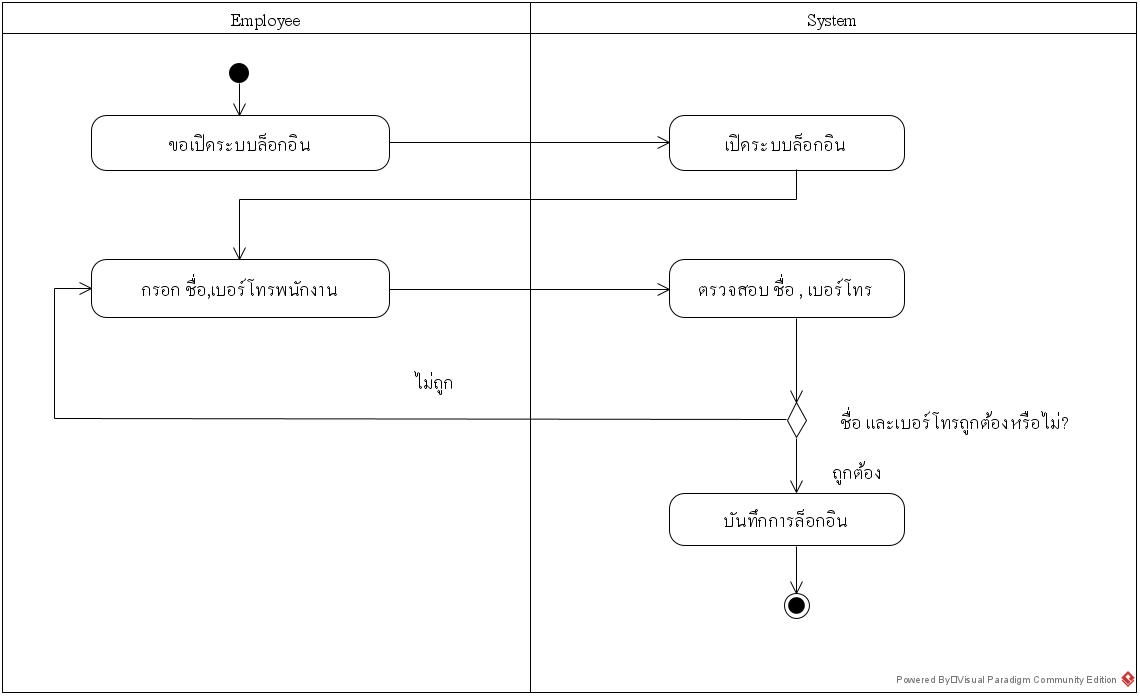 Employee
System
ขอเปิดระบบล็อกอิน
เปิดระบบล็อกอิน
กรอก ชื่อ,เบอร์โทรพนักงาน
ตรวจสอบ ชื่อ , เบอร์โทร
ไม่ถูก
ชื่อ และเบอร์โทรถูกต้องหรือไม่?
ถูกต้อง
บันทึกการล็อกอิน
Powered By□Visual Paradigm Community Edition